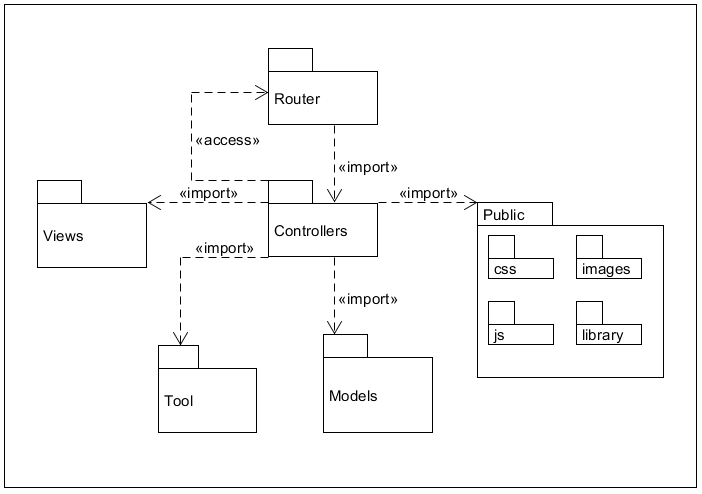 Router
«access»
«import»
«import»
«import»
Public
Views
Controllers
«import»
css
images
«import»
js
library
Tool
Models